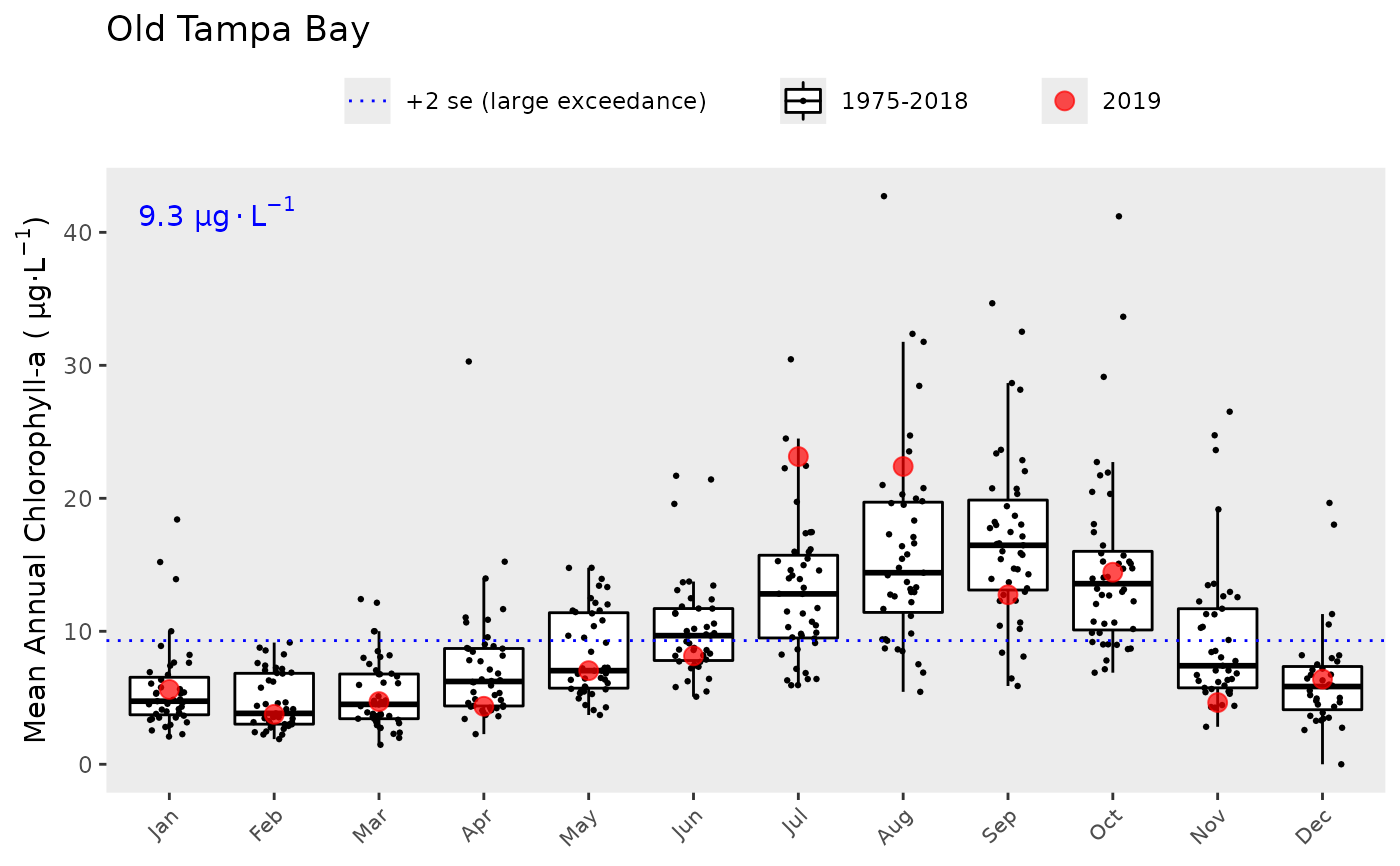 Old Tampa Bay
+2 se (large exceedance) 1975-2018 2019
9.3 µg·L⁻¹
Mean Annual Chlorophyll-a ( µg·L⁻¹)
40
30
20
10
0
Jan Feb Mar Apr May Jun Jul Aug Sep Oct Nov Dec